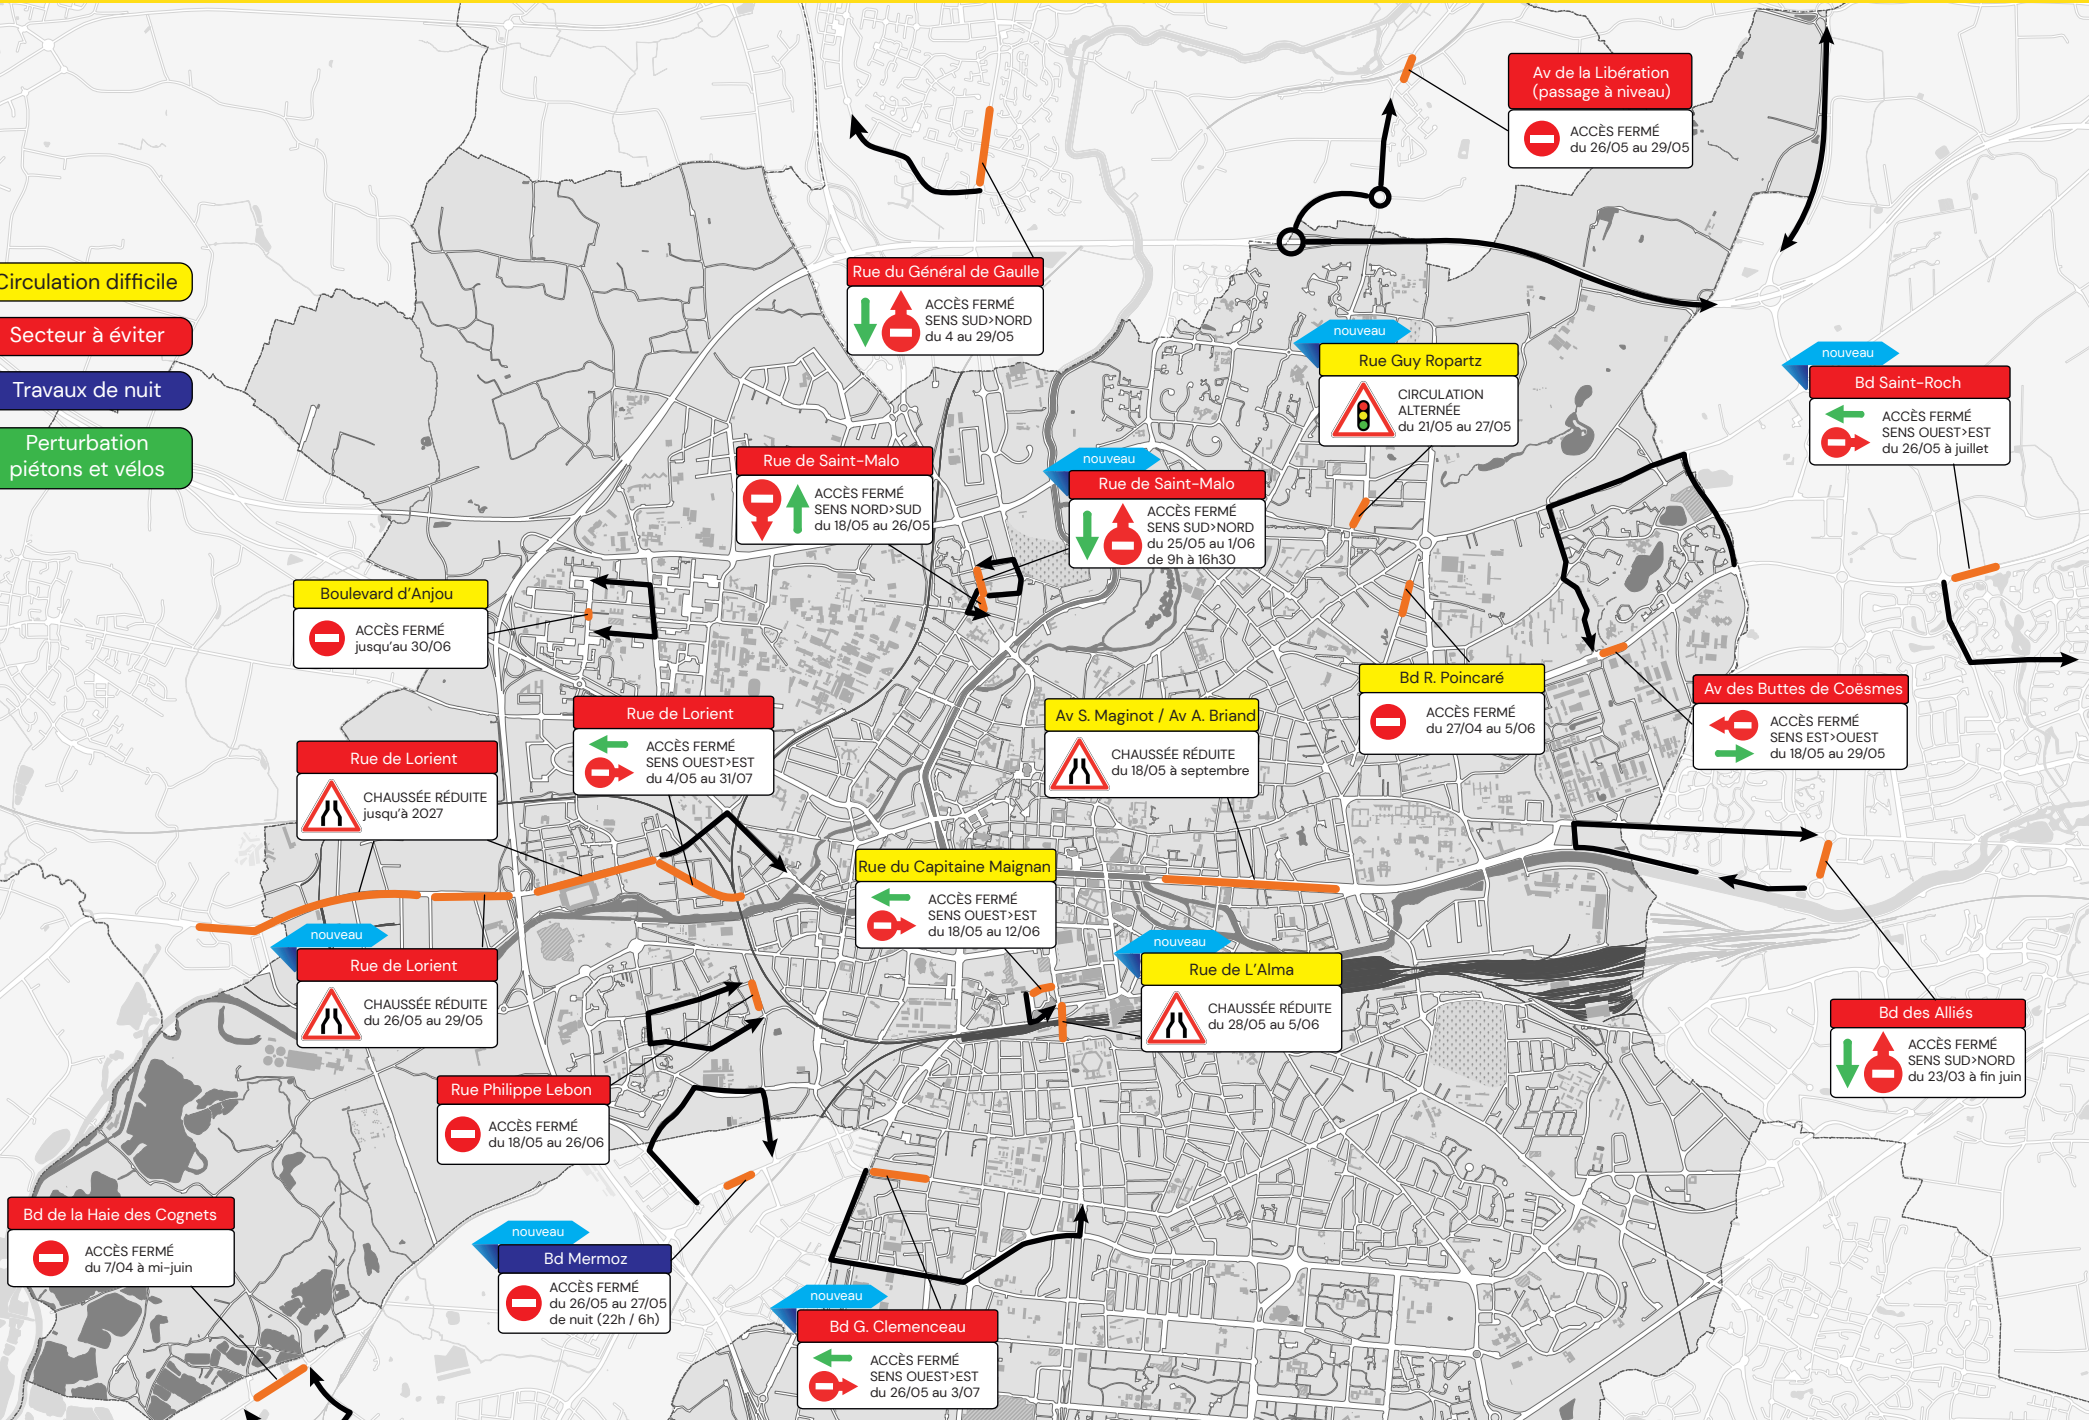 Av de la Libération
(passage à niveau)
ACCÈS FERMÉ
du 26/05 au 29/05
Circulation difficile
Secteur à éviter
Travaux de nuit
Perturbation
piétons et vélos
Rue du Général de Gaulle
ACCÈS FERMÉ
SENS SUD>NORD
du 4 au 29/05
nouveau
Rue Guy Ropartz
CIRCULATION
ALTERNÉE
du 21/05 au 27/05
nouveau
Bd Saint-Roch
ACCÈS FERMÉ
SENS OUEST>EST
du 26/05 à juillet
Rue de Saint-Malo
ACCÈS FERMÉ
SENS NORD>SUD
du 18/05 au 26/05
nouveau
Rue de Saint-Malo
ACCÈS FERMÉ
SENS SUD>NORD
du 25/05 au 1/06
de 9h à 16h30
Boulevard d'Anjou
ACCÈS FERMÉ
jusqu'au 30/06
Bd R. Poincaré
ACCÈS FERMÉ
du 27/04 au 5/06
Av des Buttes de Coësmes
ACCÈS FERMÉ
SENS EST>OUEST
du 18/05 au 29/05
Rue de Lorient
ACCÈS FERMÉ
SENS OUEST>EST
du 4/05 au 31/07
Av S. Maginot / Av A. Briand
CHAUSSÉE RÉDUITE
du 18/05 à septembre
Rue de Lorient
CHAUSSÉE RÉDUITE
jusqu'à 2027
Rue du Capitaine Maignan
ACCÈS FERMÉ
SENS OUEST>EST
du 18/05 au 12/06
nouveau
Rue de Lorient
CHAUSSÉE RÉDUITE
du 26/05 au 29/05
nouveau
Rue de L'Alma
CHAUSSÉE RÉDUITE
du 28/05 au 5/06
Bd des Alliés
ACCÈS FERMÉ
SENS SUD>NORD
du 23/03 à fin juin
Rue Philippe Lebon
ACCÈS FERMÉ
du 18/05 au 26/06
Bd de la Haie des Cognets
ACCÈS FERMÉ
du 7/04 à mi-juin
nouveau
Bd Mermoz
ACCÈS FERMÉ
du 26/05 au 27/05
de nuit (22h / 6h)
nouveau
Bd G. Clemenceau
ACCÈS FERMÉ
SENS OUEST>EST
du 26/05 au 3/07